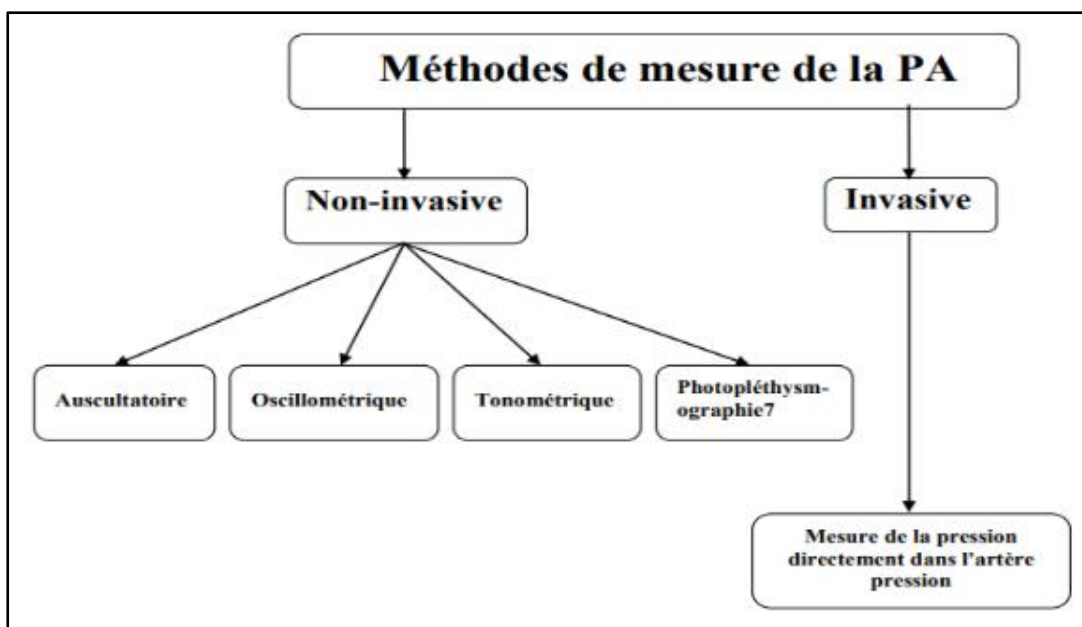 Méthodes de mesure de la PA
Non-invasive
Invasive
Auscultatoire
Oscillométrique
Tonométrique
Photopléthysm-
ographie7
Mesure de la pression
directement dans l'artère
pression